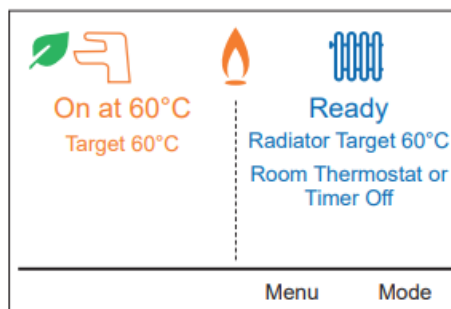 On at 60°C
Target 60°C
Ready
Radiator Target 60°C
Room Thermostat or
Timer Off
Menu
Mode